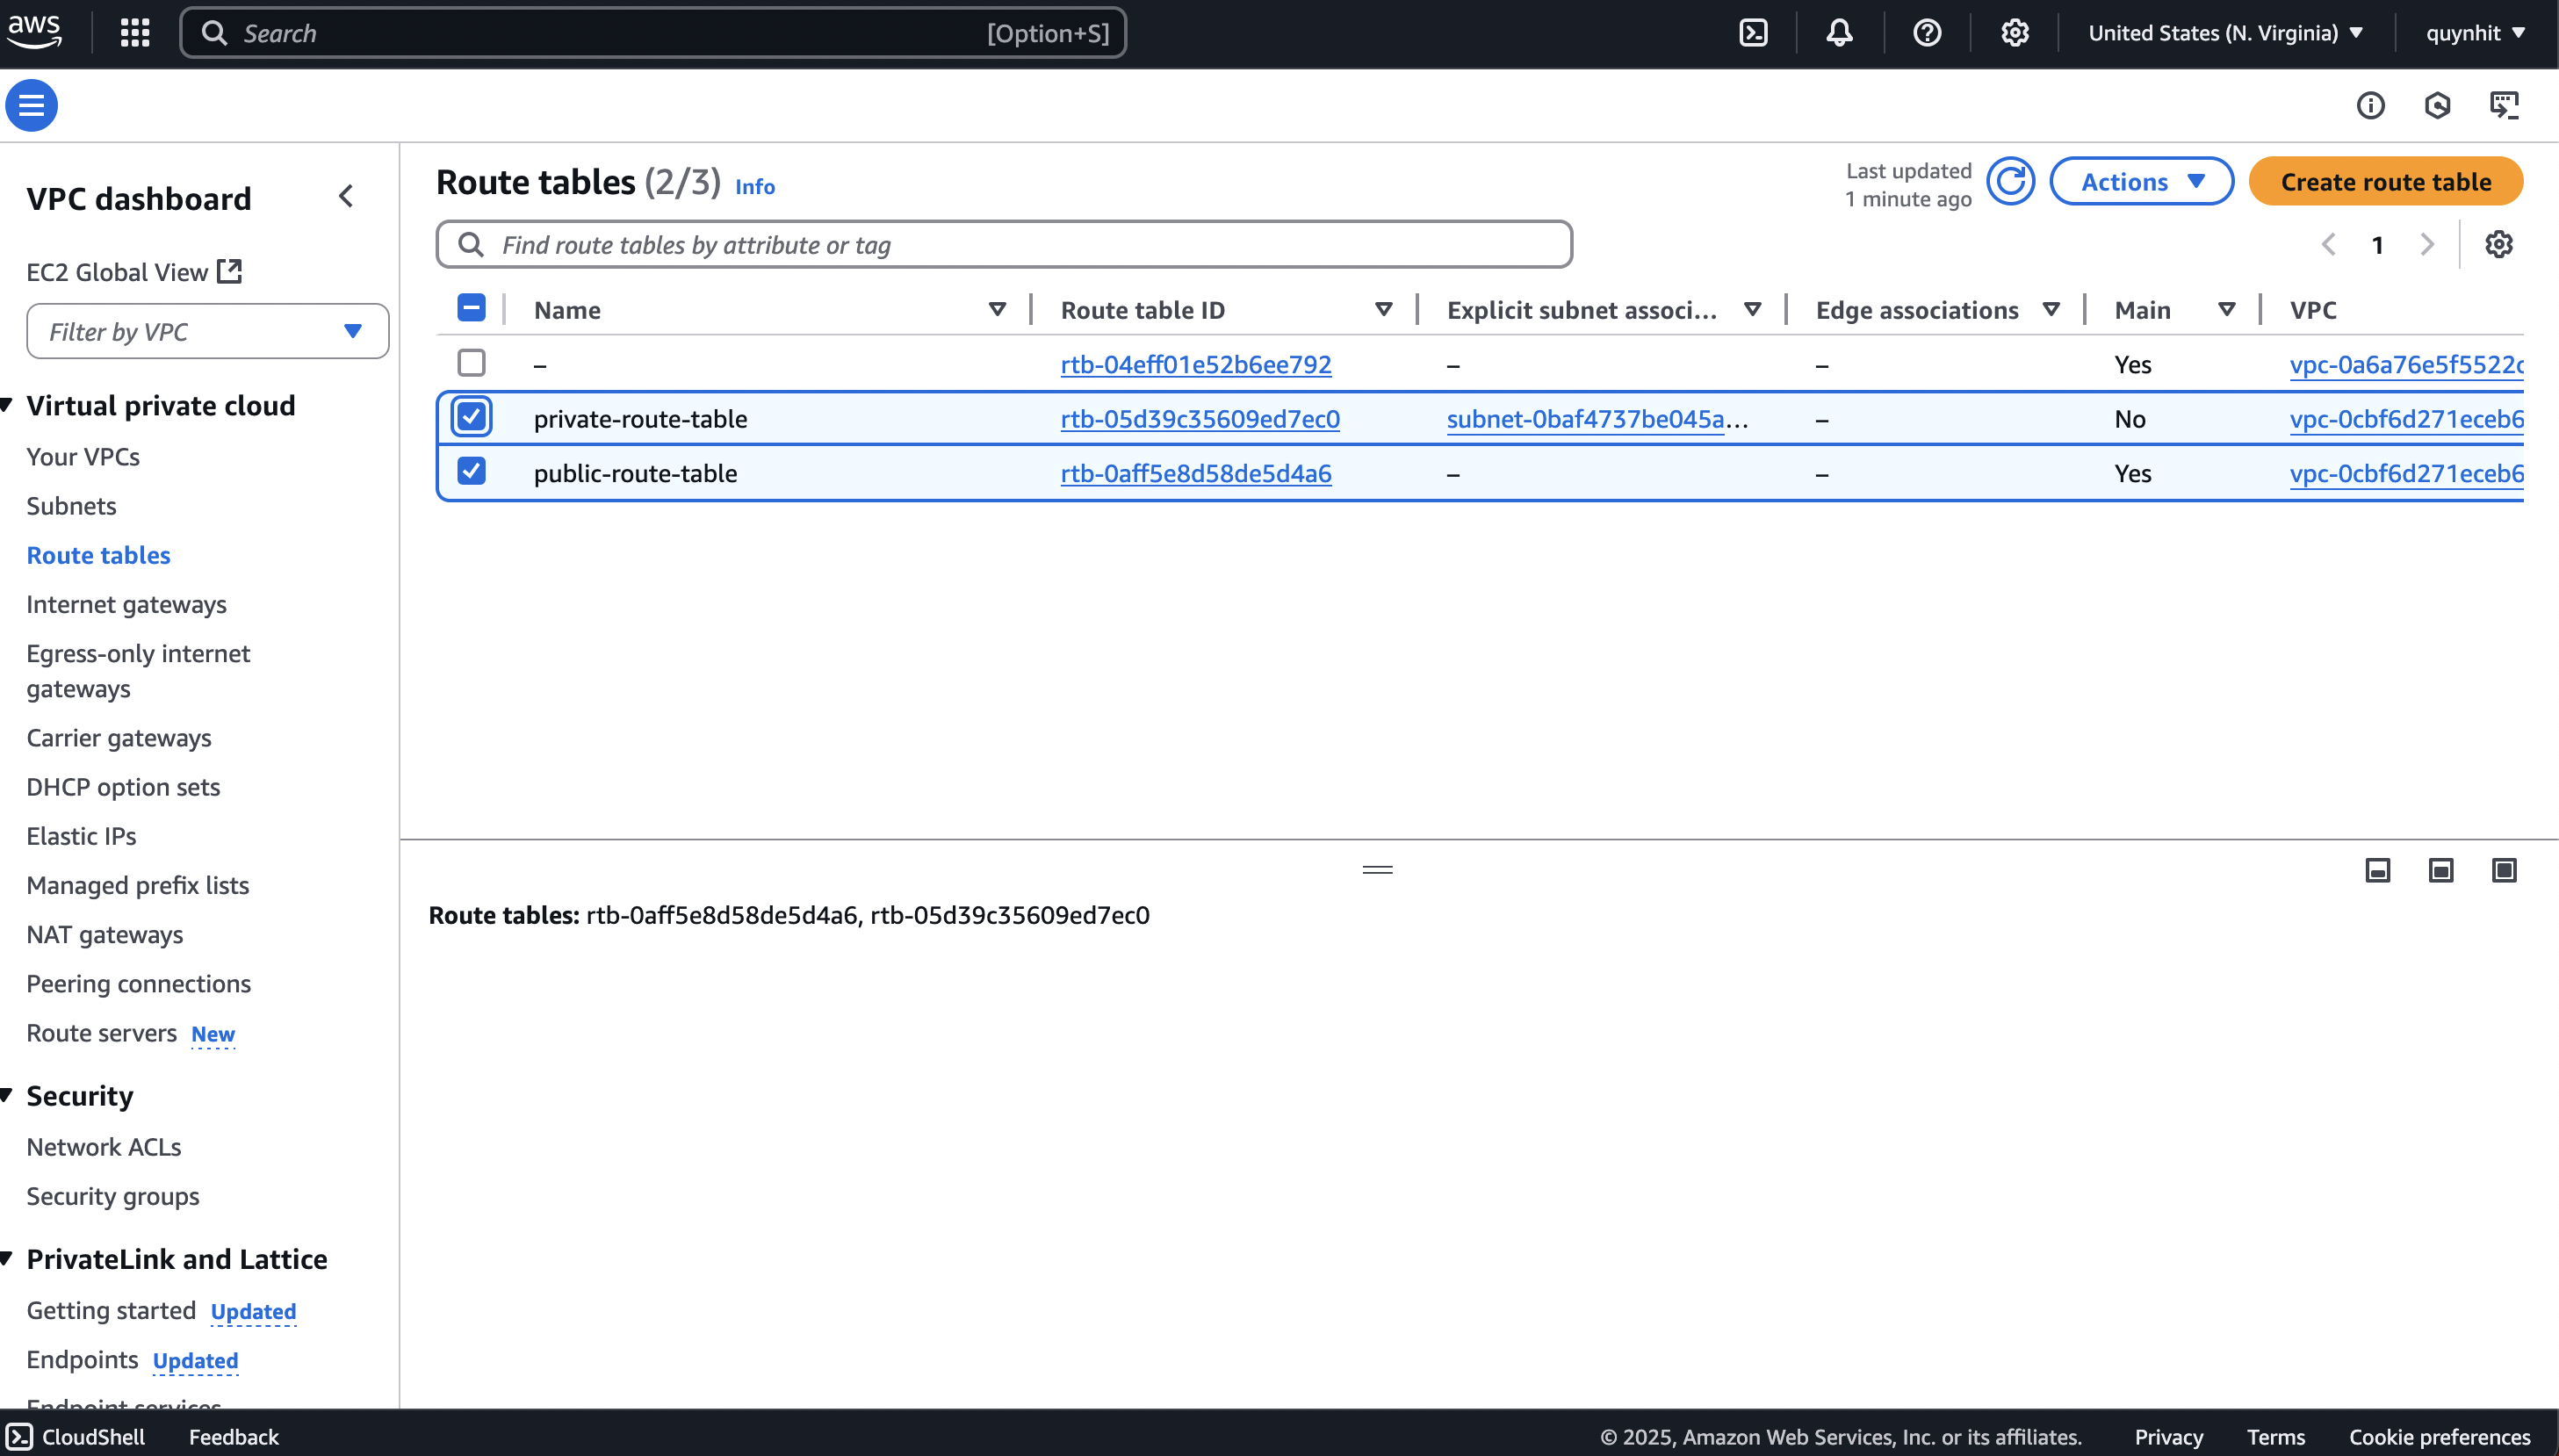 aws
Search [Option+S]
United States (N. Virginia)
quynhit
VPC dashboard
EC2 Global View
Filter by VPC
Virtual private cloud
Your VPCs
Subnets
Route tables
Internet gateways
Egress-only internet
gateways
Carrier gateways
DHCP option sets
Elastic IPs
Managed prefix lists
NAT gateways
Peering connections
Route servers New
Security
Network ACLs
Security groups
PrivateLink and Lattice
Getting started Updated
Endpoints Updated
Endpoint services
Route tables (2/3) Info
Last updated
1 minute ago
Actions
Create route table
Find route tables by attribute or tag
1
Name Route table ID Explicit subnet associ... Edge associations Main VPC
– rtb-04eff01e52b6ee792 – – Yes vpc-0a6a76e5f5522c
private-route-table rtb-05d39c35609ed7ec0 subnet-0baf4737be045a... – No vpc-0cbf6d271eceb6
public-route-table rtb-0aff5e8d58de5d4a6 – – Yes vpc-0cbf6d271eceb6
Route tables: rtb-0aff5e8d58de5d4a6, rtb-05d39c35609ed7ec0
CloudShell Feedback
© 2025, Amazon Web Services, Inc. or its affiliates. Privacy Terms Cookie preferences